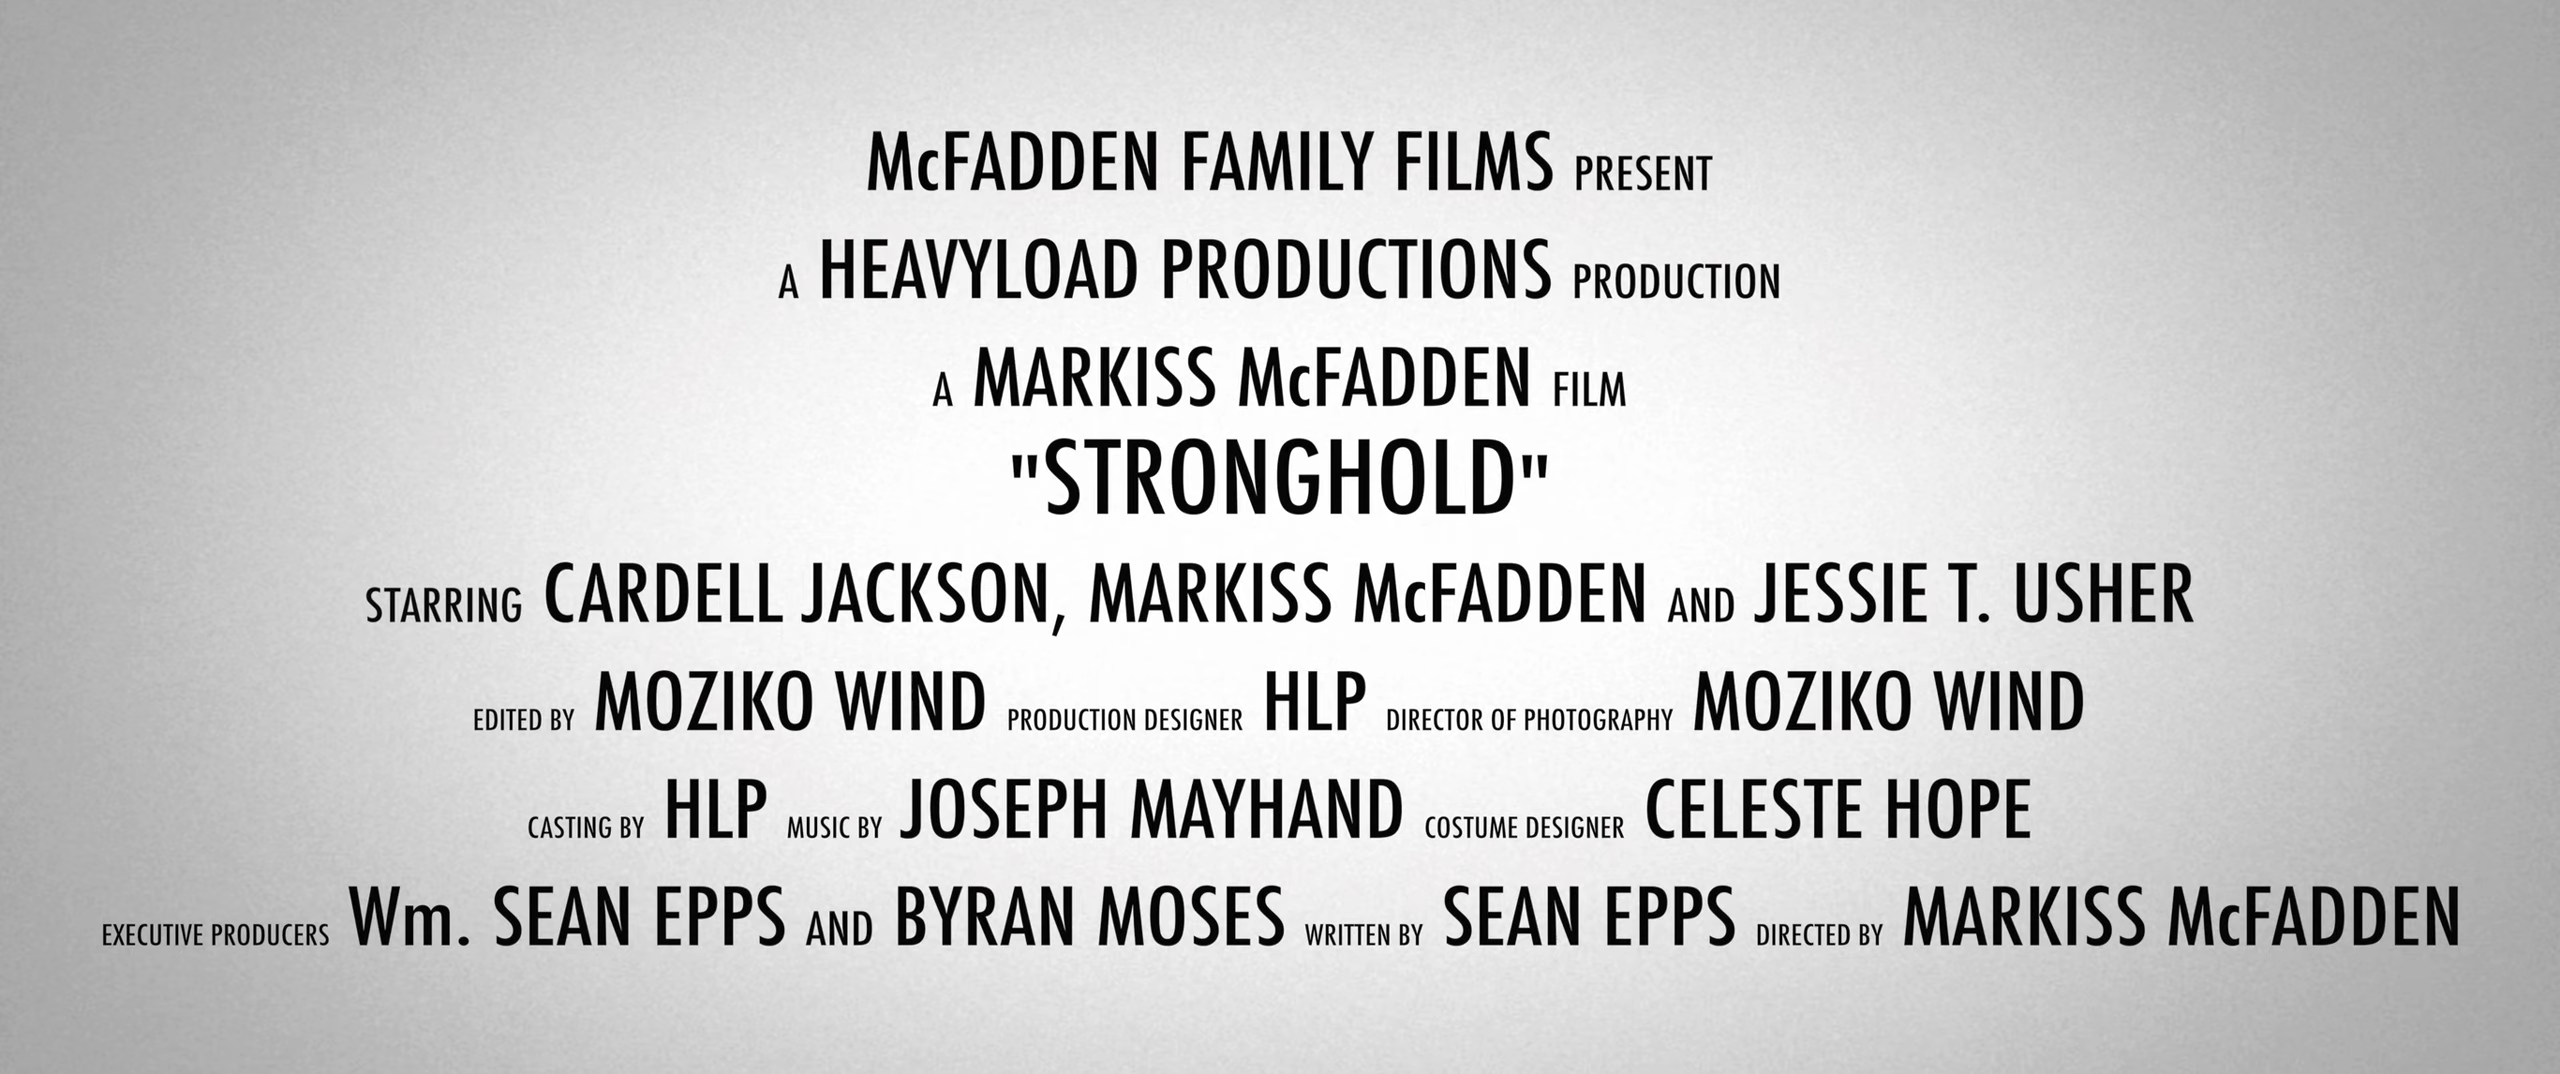 McFADDEN FAMILY FILMS PRESENT
A HEAVYLOAD PRODUCTIONS PRODUCTION
A MARKISS McFADDEN FILM
"STRONGHOLD"
STARRING CARDELL JACKSON, MARKISS McFADDEN AND JESSIE T. USHER
EDITED BY MOZIKO WIND PRODUCTION DESIGNER HLP DIRECTOR OF PHOTOGRAPHY MOZIKO WIND
CASTING BY HLP MUSIC BY JOSEPH MAYHAND COSTUME DESIGNER CELESTE HOPE
EXECUTIVE PRODUCERS Wm. SEAN EPPS AND BYRAN MOSES WRITTEN BY SEAN EPPS DIRECTED BY MARKISS McFADDEN